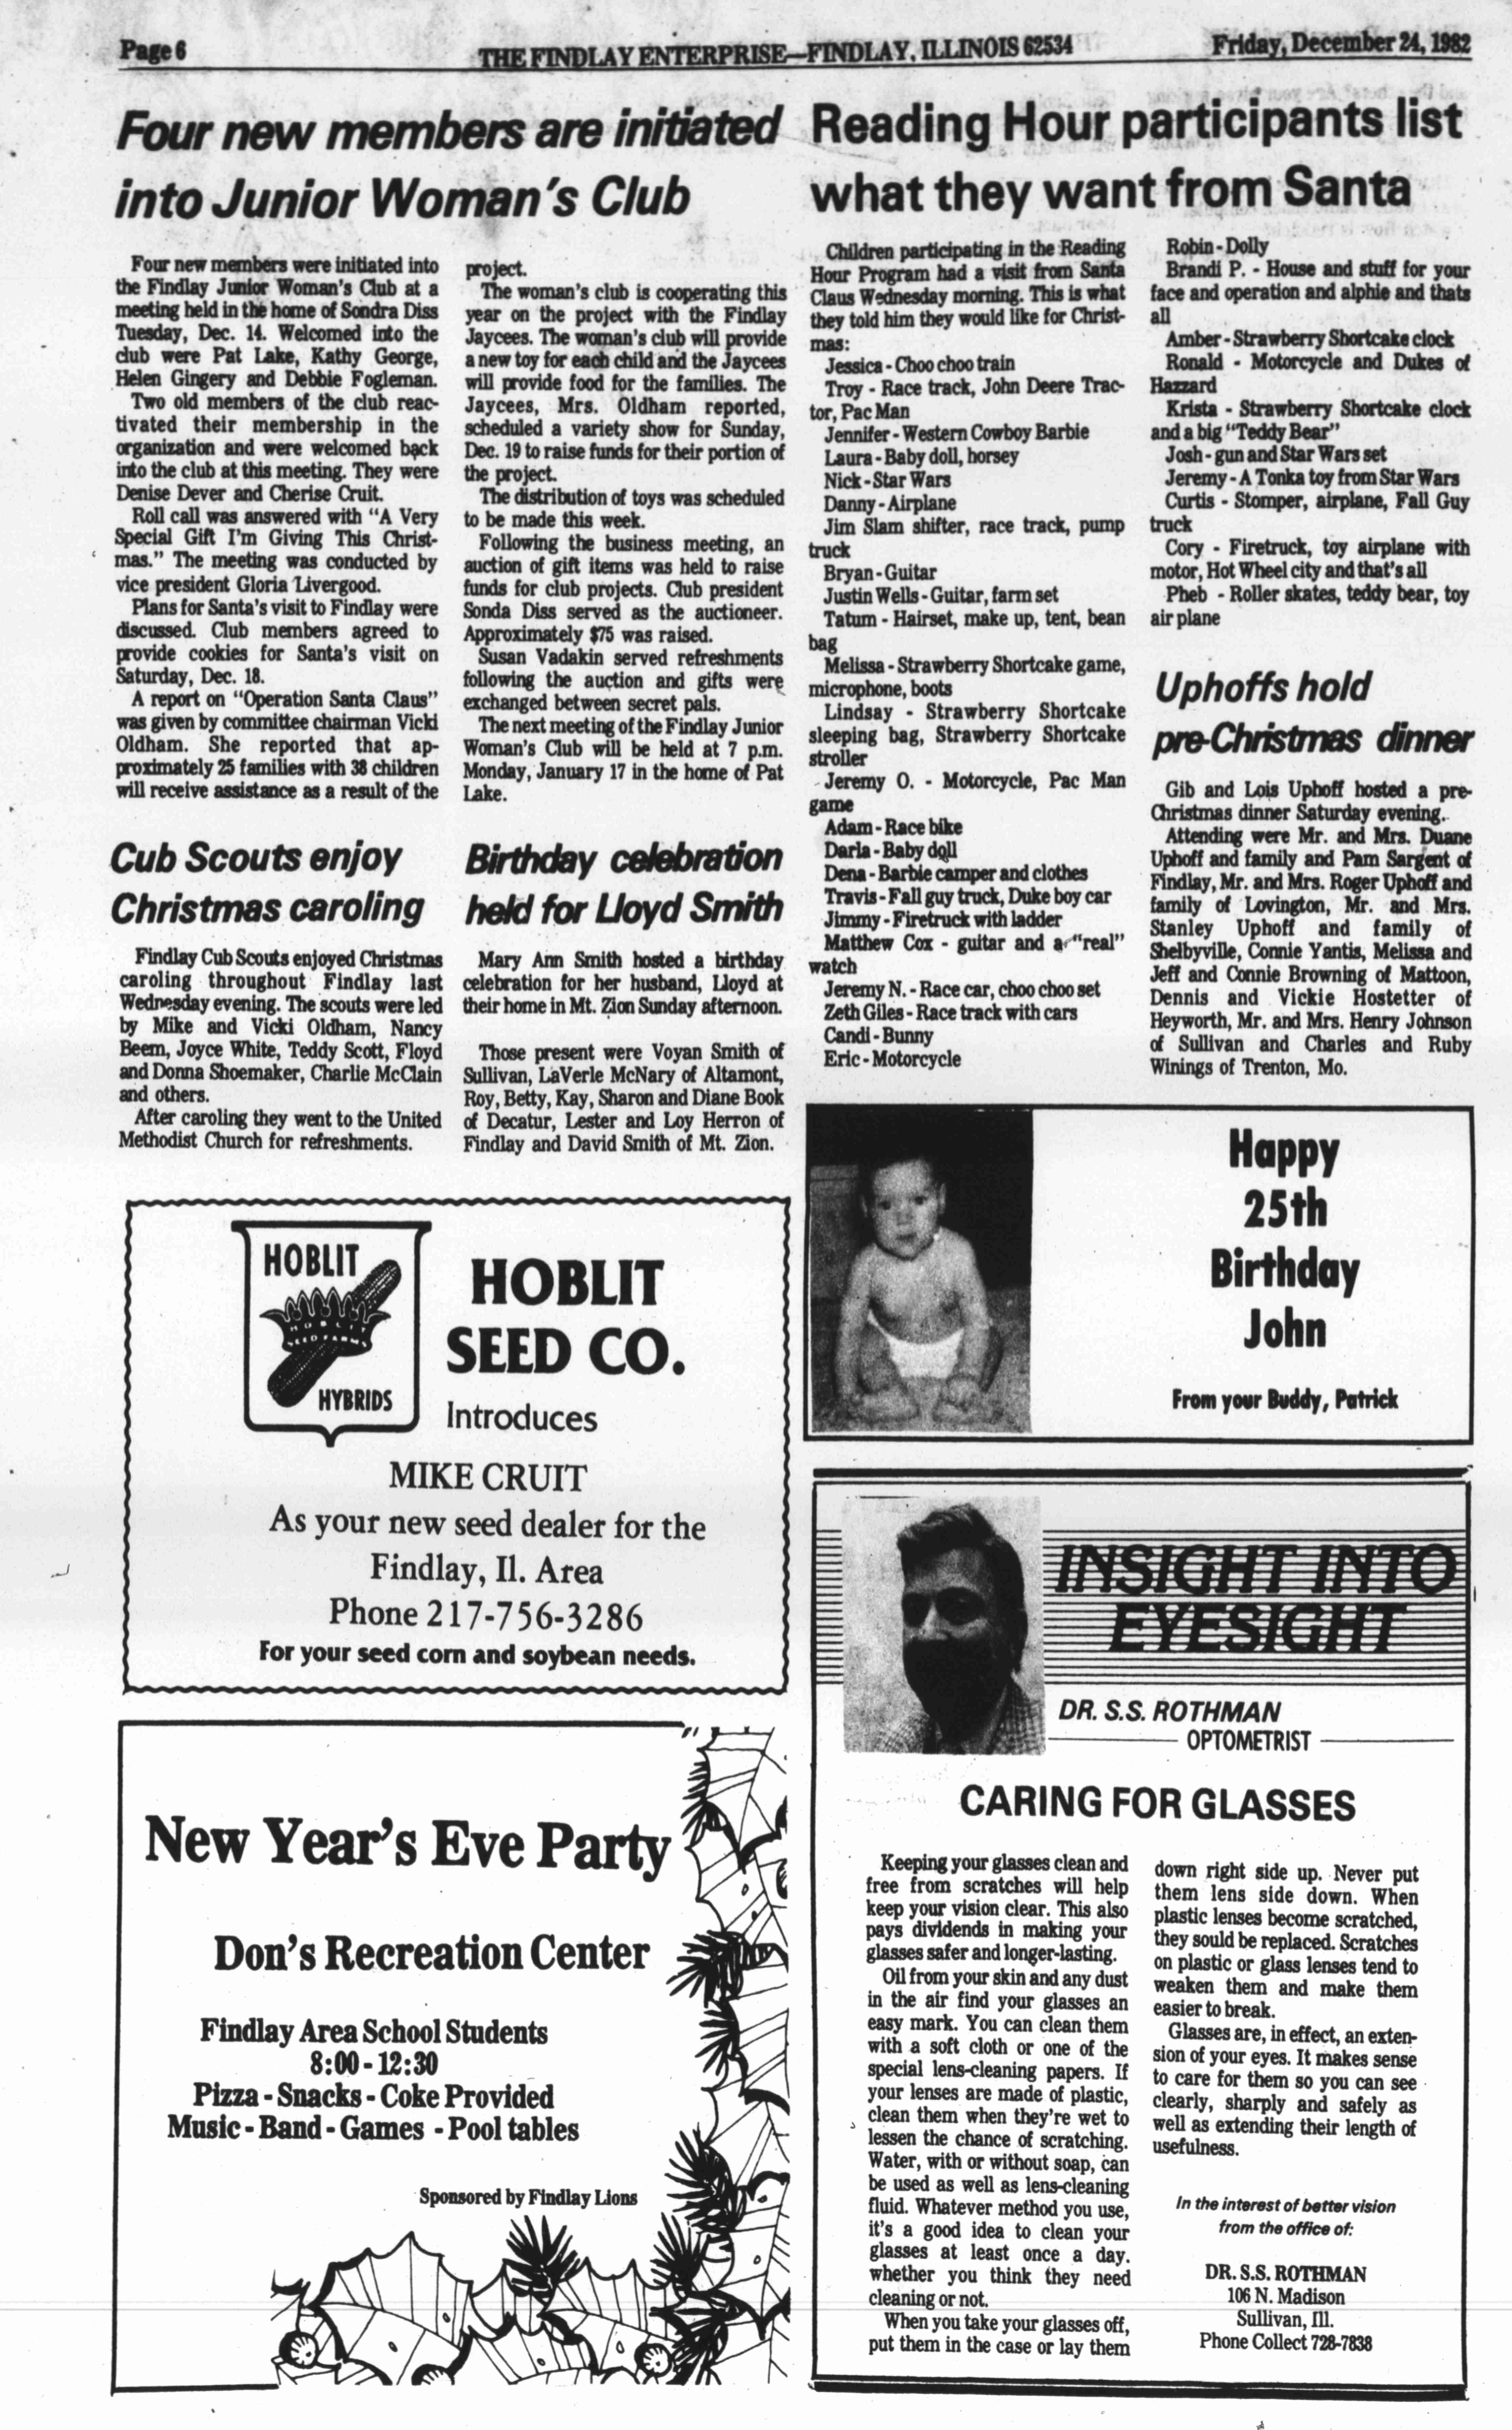 Page 6
THE FINDLAY ENTERPRISE—FINDLAY, ILLINOIS 62534
Friday, December 24, 1982
Four new members are initiated
into Junior Woman's Club
Four new members were initiated into
the Findlay Junior Woman's Club at a
meeting held in the home of Sondra Diss
Tuesday, Dec. 14. Welcomed into the
club were Pat Lake, Kathy George,
Helen Gingery and Debbie Fogleman.
Two old members of the club reac-
tivated their membership in the
organization and were welcomed back
into the club at this meeting. They were
Denise Dever and Cherise Cruit.
Roll call was answered with "A Very
Special Gift I'm Giving This Christ-
mas." The meeting was conducted by
vice president Gloria Livergood.
Plans for Santa's visit to Findlay were
discussed. Club members agreed to
provide cookies for Santa's visit on
Saturday, Dec. 18.
A report on "Operation Santa Claus"
was given by committee chairman Vicki
Oldham. She reported that ap-
proximately 25 families with 38 children
will receive assistance as a result of the
project.
The woman's club is cooperating this
year on the project with the Findlay
Jaycees. The woman's club will provide
a new toy for each child and the Jaycees
will provide food for the families. The
Jaycees, Mrs. Oldham reported,
scheduled a variety show for Sunday,
Dec. 19 to raise funds for their portion of
the project.
The distribution of toys was scheduled
to be made this week.
Following the business meeting, an
auction of gift items was held to raise
funds for club projects. Club president
Sonda Diss served as the auctioneer.
Approximately $75 was raised.
Susan Vadakin served refreshments
following the auction and gifts were
exchanged between secret pals.
The next meeting of the Findlay Junior
Woman's Club will be held at 7 p.m.
Monday, January 17 in the home of Pat
Lake.
Reading Hour participants list
what they want from Santa
Children participating in the Reading
Hour Program had a visit from Santa
Claus Wednesday morning. This is what
they told him they would like for Christ-
mas:
Jessica - Choo choo train
Troy - Race track, John Deere Trac-
tor, Pac Man
Jennifer - Western Cowboy Barbie
Laura - Baby doll, horsey
Nick - Star Wars
Danny - Airplane
Jim Slam shifter, race track, pump
truck
Bryan - Guitar
Justin Wells - Guitar, farm set
Tatum - Hairset, make up, tent, bean
bag
Melissa - Strawberry Shortcake game,
microphone, boots
Lindsay - Strawberry Shortcake
sleeping bag, Strawberry Shortcake
stroller
Jeremy O. - Motorcycle, Pac Man
game
Adam - Race bike
Darla - Baby doll
Dena - Barbie camper and clothes
Travis - Fall guy truck, Duke boy car
Jimmy - Firetruck with ladder
Matthew Cox - guitar and a "real"
watch
Jeremy N. - Race car, choo choo set
Zeth Giles - Race track with cars
Candi - Bunny
Eric - Motorcycle
Robin - Dolly
Brandi P. - House and stuff for your
face and operation and alphie and thats
all
Amber - Strawberry Shortcake clock
Ronald - Motorcycle and Dukes of
Hazzard
Krista - Strawberry Shortcake clock
and a big "Teddy Bear"
Josh - gun and Star Wars set
Jeremy - A Tonka toy from Star Wars
Curtis - Stomper, airplane, Fall Guy
truck
Cory - Firetruck, toy airplane with
motor, Hot Wheel city and that's all
Pheb - Roller skates, teddy bear, toy
air plane
Uphoffs hold
pre-Christmas dinner
Gib and Lois Uphoff hosted a pre-
Christmas dinner Saturday evening.
Attending were Mr. and Mrs. Duane
Uphoff and family and Pam Sargent of
Findlay, Mr. and Mrs. Roger Uphoff and
family of Lovington, Mr. and Mrs.
Stanley Uphoff and family of
Shelbyville, Connie Yantis, Melissa and
Jeff and Connie Browning of Mattoon,
Dennis and Vickie Hostetter of
Heyworth, Mr. and Mrs. Henry Johnson
of Sullivan and Charles and Ruby
Winings of Trenton, Mo.
Cub Scouts enjoy
Christmas caroling
Findlay Cub Scouts enjoyed Christmas
caroling throughout Findlay last
Wednesday evening. The scouts were led
by Mike and Vicki Oldham, Nancy
Beem, Joyce White, Teddy Scott, Floyd
and Donna Shoemaker, Charlie McClain
and others.
After caroling they went to the United
Methodist Church for refreshments.
Birthday celebration
held for Lloyd Smith
Mary Ann Smith hosted a birthday
celebration for her husband, Lloyd at
their home in Mt. Zion Sunday afternoon.
Those present were Voyan Smith of
Sullivan, LaVerle McNary of Altamont,
Roy, Betty, Kay, Sharon and Diane Book
of Decatur, Lester and Loy Herron of
Findlay and David Smith of Mt. Zion.
HOBLIT
HOBLIT
SEED FARMS
HYBRIDS
HOBLIT
SEED CO.
Introduces
MIKE CRUIT
As your new seed dealer for the
Findlay, Il. Area
Phone 217-756-3286
For your seed corn and soybean needs.
Happy
25th
Birthday
John
From your Buddy, Patrick
New Year's Eve Party
Don's Recreation Center
Findlay Area School Students
8:00 - 12:30
Pizza - Snacks - Coke Provided
Music - Band - Games - Pool tables
Sponsored by Findlay Lions
INSIGHT INTO
EYESIGHT
DR. S.S. ROTHMAN
OPTOMETRIST
CARING FOR GLASSES
Keeping your glasses clean and
free from scratches will help
keep your vision clear. This also
pays dividends in making your
glasses safer and longer-lasting.
Oil from your skin and any dust
in the air find your glasses an
easy mark. You can clean them
with a soft cloth or one of the
special lens-cleaning papers. If
your lenses are made of plastic,
clean them when they're wet to
lessen the chance of scratching.
Water, with or without soap, can
be used as well as lens-cleaning
fluid. Whatever method you use,
it's a good idea to clean your
glasses at least once a day.
whether you think they need
cleaning or not.
When you take your glasses off,
put them in the case or lay them
down right side up. Never put
them lens side down. When
plastic lenses become scratched,
they sould be replaced. Scratches
on plastic or glass lenses tend to
weaken them and make them
easier to break.
Glasses are, in effect, an exten-
sion of your eyes. It makes sense
to care for them so you can see
clearly, sharply and safely as
well as extending their length of
usefulness.
In the interest of better vision
from the office of:
DR. S.S. ROTHMAN
106 N. Madison
Sullivan, Ill.
Phone Collect 728-7838